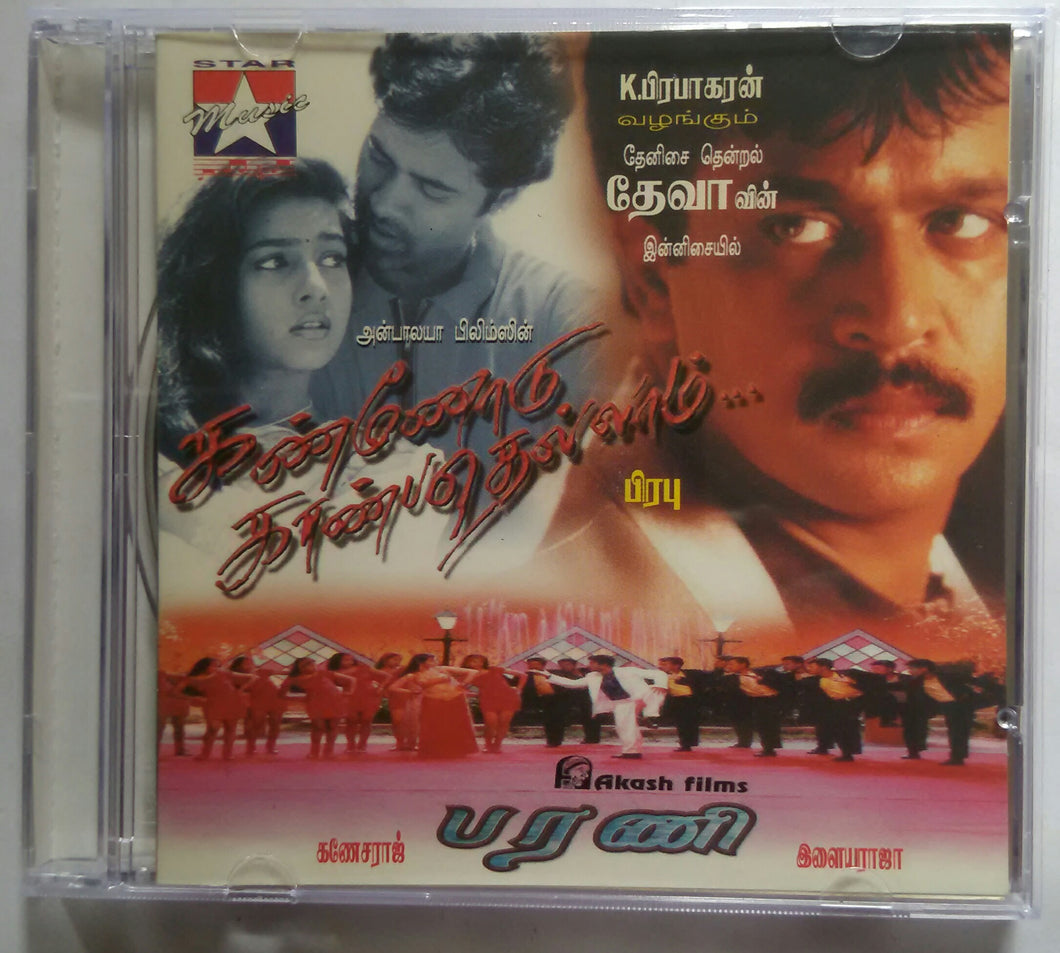 STAR
Music
K.பிரபாகரன்
வழங்கும்
தேனிசை தென்றல்
தேவாவின்
இன்னிசையில்
அன்பாலயா பிலிம்ஸின்
கண்ணோடு
காண்பதெல்லாம்...
பிரபு
Akash films
பரணி
கணேசராஜ்
இளையராஜா